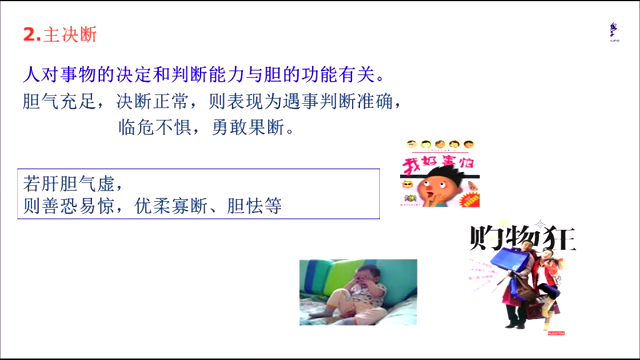 2.主决断
人对事物的决定和判断能力与胆的功能有关。
胆气充足，决断正常，则表现为遇事判断准确，
临危不惧，勇敢果断。
若肝胆气虚，
则善恐易惊，优柔寡断、胆怯等
我好害怕
购物狂